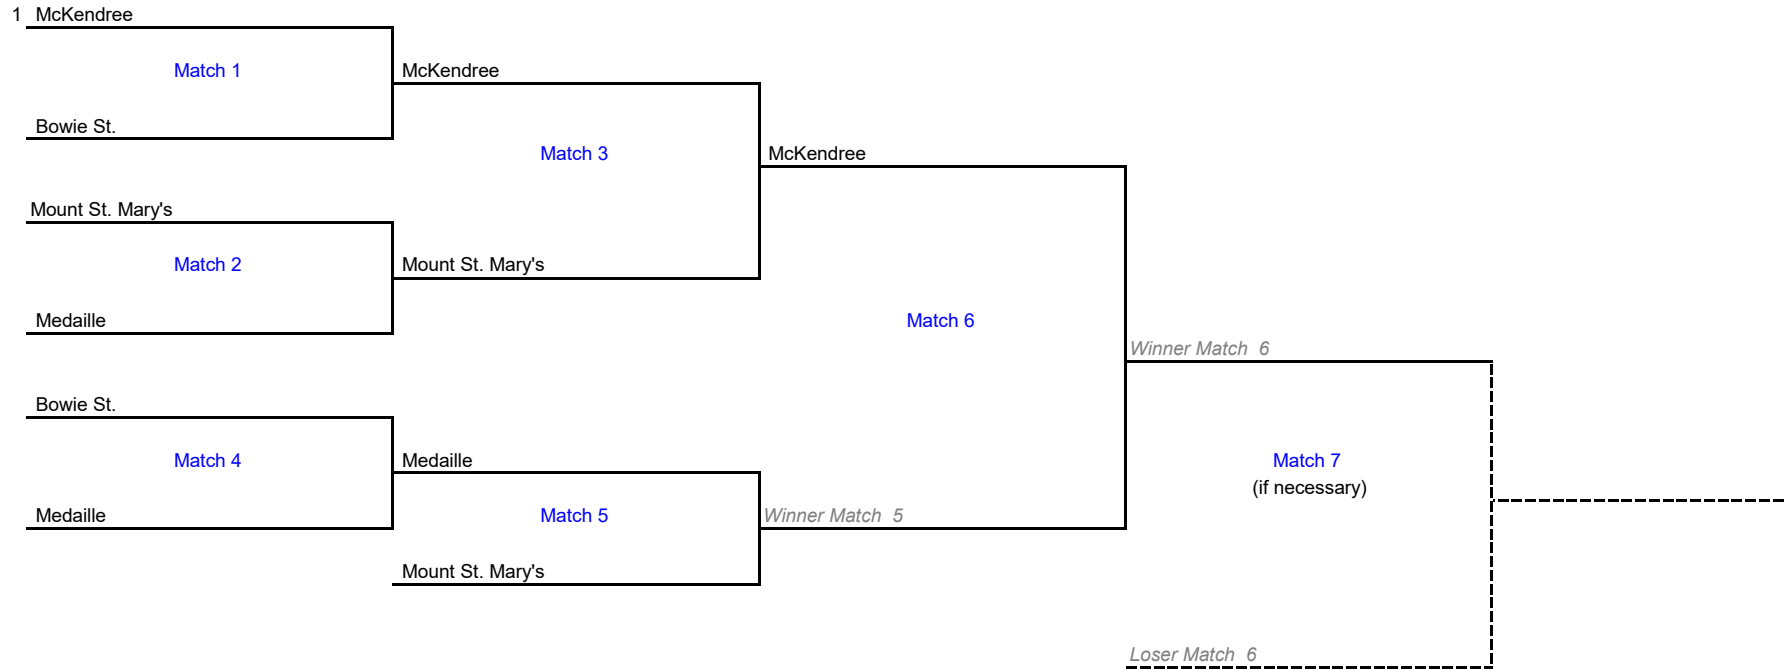 1 McKendree
Match 1
McKendree
Bowie St.
Match 3
McKendree
Mount St. Mary's
Match 2
Mount St. Mary's
Medaille
Match 6
Winner Match  6
Bowie St.
Match 4
Medaille
Match 7
(if necessary)
Medaille
Match 5
Winner Match  5
Mount St. Mary's
Loser Match  6